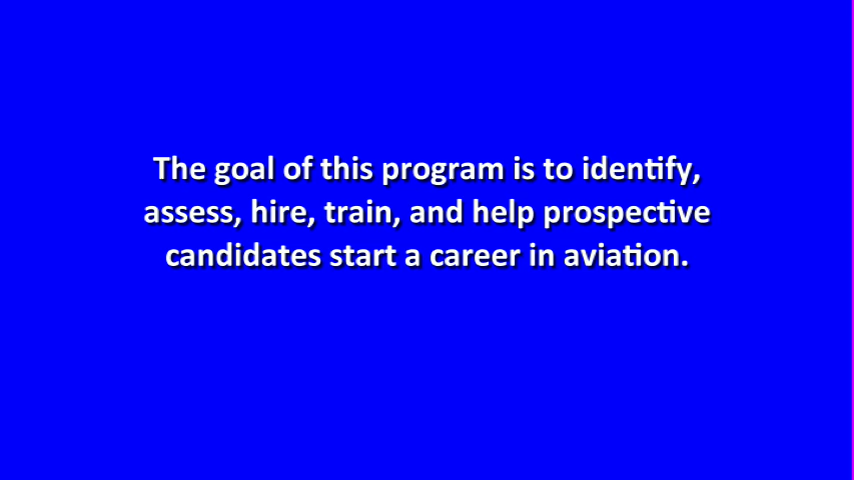 The goal of this program is to identify,
assess, hire, train, and help prospective
candidates start a career in aviation.